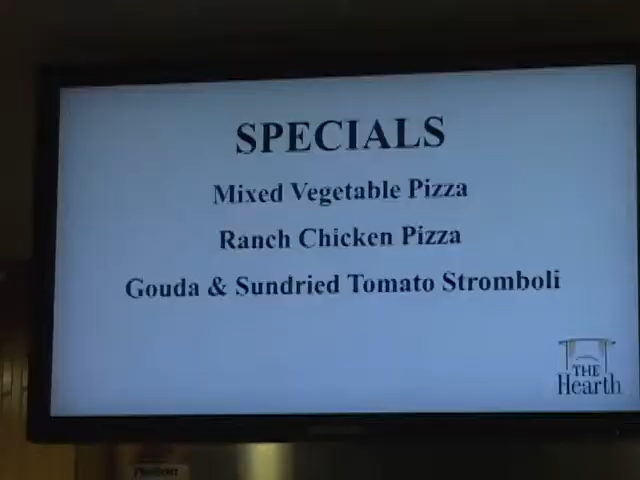 SPECIALS
Mixed Vegetable Pizza
Ranch Chicken Pizza
Gouda & Sundried Tomato Stromboli
THE
Hearth